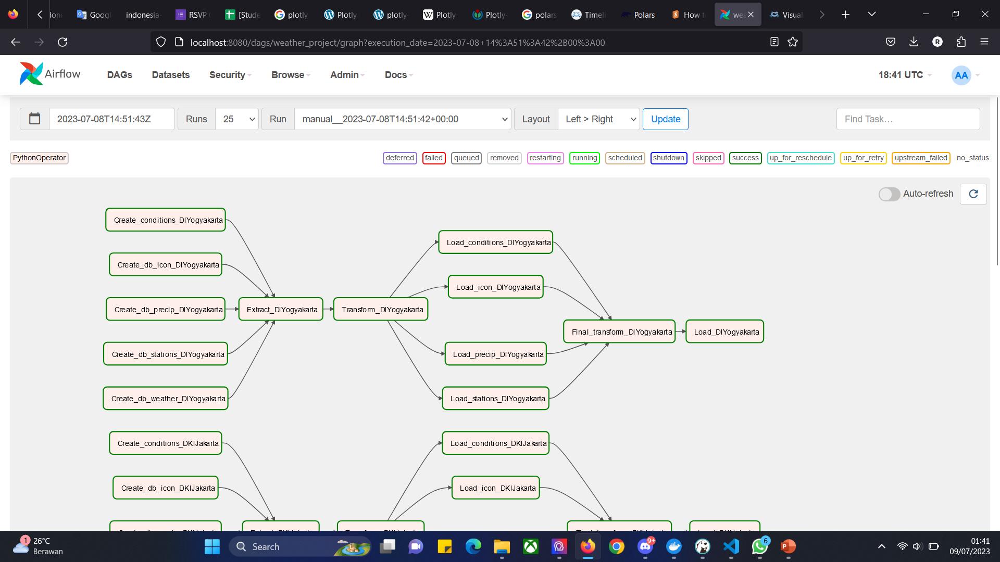 Googl
indonesia-
RSVP
[Stude
plotly
Plotly
plotly-
Plotly
Plotly-
polars
Timeli
Polars
How t
wea
Visual
localhost:8080/dags/weather_project/graph?execution_date=2023-07-08+14%3A51%3A42%2B00%3A00
R
Airflow DAGs Datasets Security Browse Admin Docs 18:41 UTC AA
2023-07-08T14:51:43Z Runs 25 Run manual__2023-07-08T14:51:42+00:00 Layout Left > Right Update Find Task...
PythonOperator deferred failed queued removed restarting running scheduled shutdown skipped success up_for_reschedule up_for_retry upstream_failed no_status
Auto-refresh
Create_conditions_DIYogyakarta
Load_conditions_DIYogyakarta
Create_db_icon_DIYogyakarta
Load_icon_DIYogyakarta
Create_db_precip_DIYogyakarta Extract_DIYogyakarta Transform_DIYogyakarta
Final_transform_DIYogyakarta Load_DIYogyakarta
Create_db_stations_DIYogyakarta Load_precip_DIYogyakarta
Create_db_weather_DIYogyakarta Load_stations_DIYogyakarta
Create_conditions_DKIJakarta Load_conditions_DKIJakarta
Create_db_icon_DKIJakarta Load_icon_DKIJakarta
1
26°C
Berawan
Search
9+
6
01:41
09/07/2023